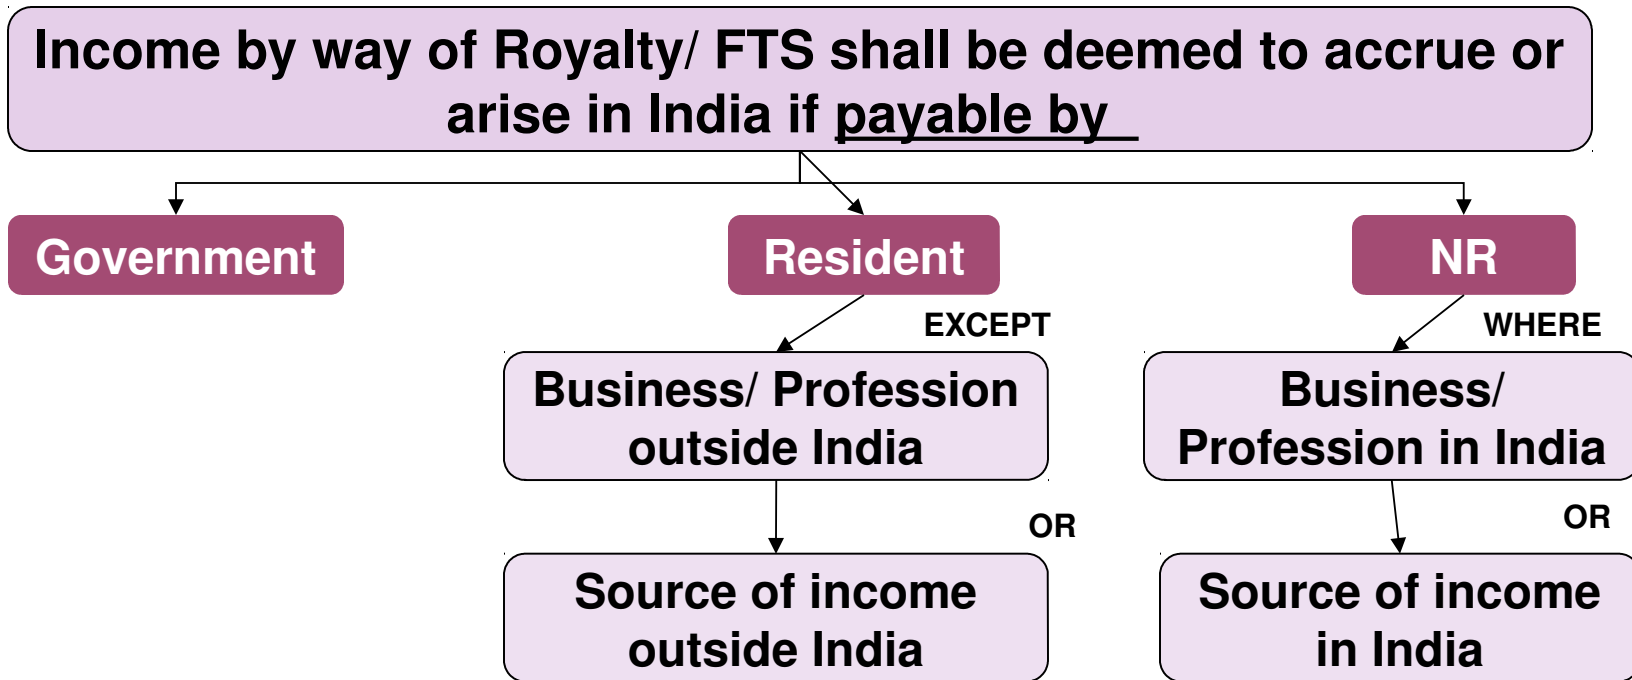 Income by way of Royalty/ FTS shall be deemed to accrue or
arise in India if payable by
Government
Resident
NR
EXCEPT
WHERE
Business/ Profession
outside India
Business/
Profession in India
OR
OR
Source of income
outside India
Source of income
in India